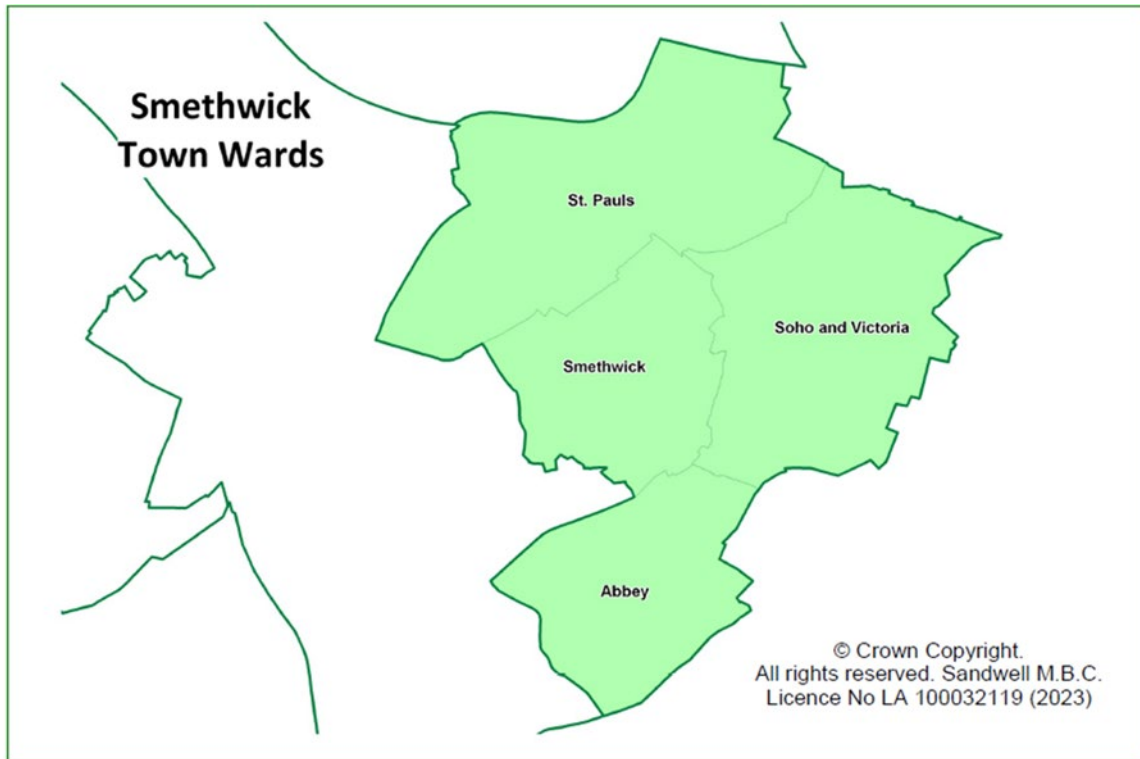 Smethwick
Town Wards
St. Pauls
Soho and Victoria
Smethwick
Abbey
© Crown Copyright.
All rights reserved. Sandwell M.B.C.
Licence No LA 100032119 (2023)